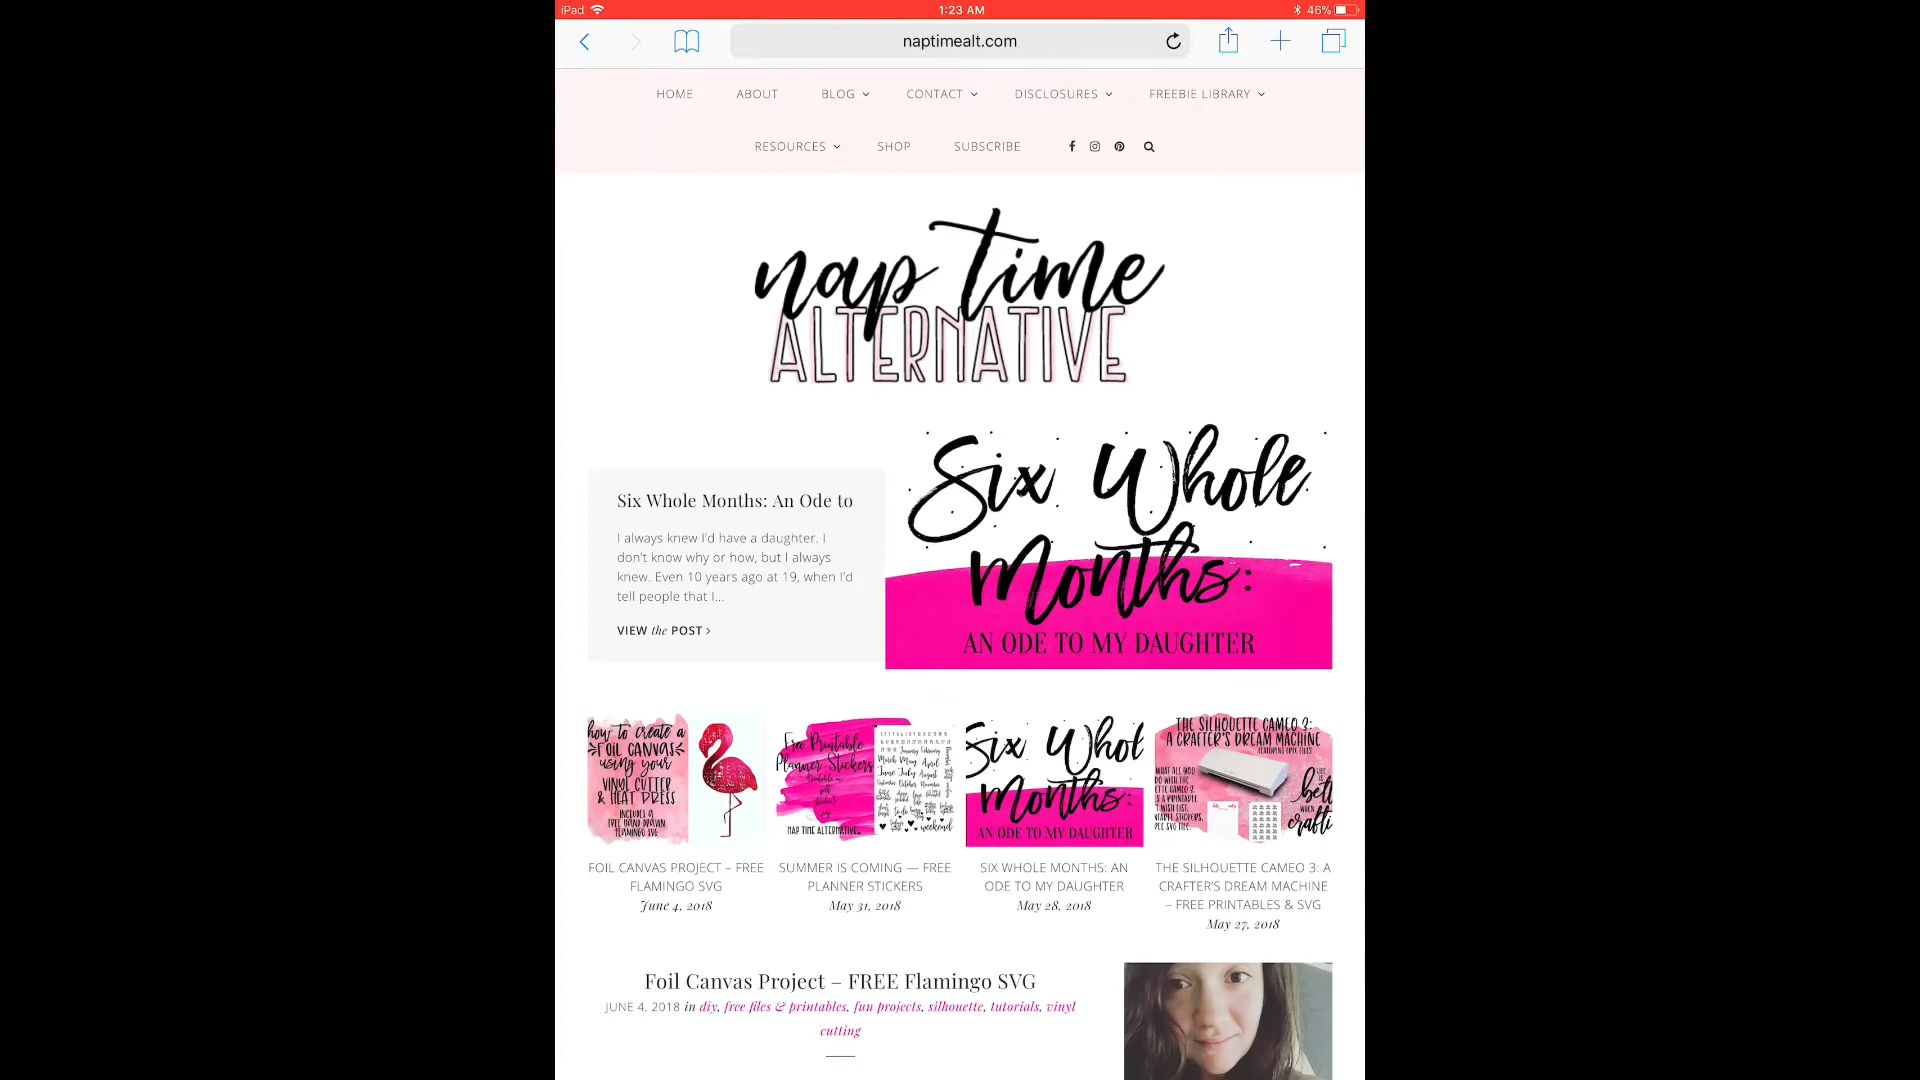 iPad 1:23 AM 46%
naptimealt.com
HOME ABOUT BLOG CONTACT DISCLOSURES FREEBIE LIBRARY
RESOURCES SHOP SUBSCRIBE
nap time
ALTERNATIVE
Six Whole Months: An Ode to
I always knew I'd have a daughter. I
don't know why or how, but I always
knew. Even 10 years ago at 19, when I'd
tell people that I...
VIEW the POST
Six Whole
Months:
AN ODE TO MY DAUGHTER
how to create a
FOIL CANVAS
using your
VINYL CUTTER
& HEAT PRESS
INCLUDES A
FREE HAND DRAWN
FLAMINGO SVG
FOIL CANVAS PROJECT – FREE
FLAMINGO SVG
June 4, 2018
Free Printable
Planner Stickers
NAP TIME ALTERNATIVE
weekend
SUMMER IS COMING — FREE
PLANNER STICKERS
May 31, 2018
Six Whol
Months:
AN ODE TO MY DAUGHTER
SIX WHOLE MONTHS: AN
ODE TO MY DAUGHTER
May 28, 2018
THE SILHOUETTE CAMEO 3:
A CRAFTER'S DREAM MACHINE
THE SILHOUETTE CAMEO 3: A
CRAFTER'S DREAM MACHINE
– FREE PRINTABLES & SVG
May 27, 2018
Foil Canvas Project – FREE Flamingo SVG
JUNE 4, 2018 in diy, free files & printables, fun projects, silhouette, tutorials, vinyl
cutting